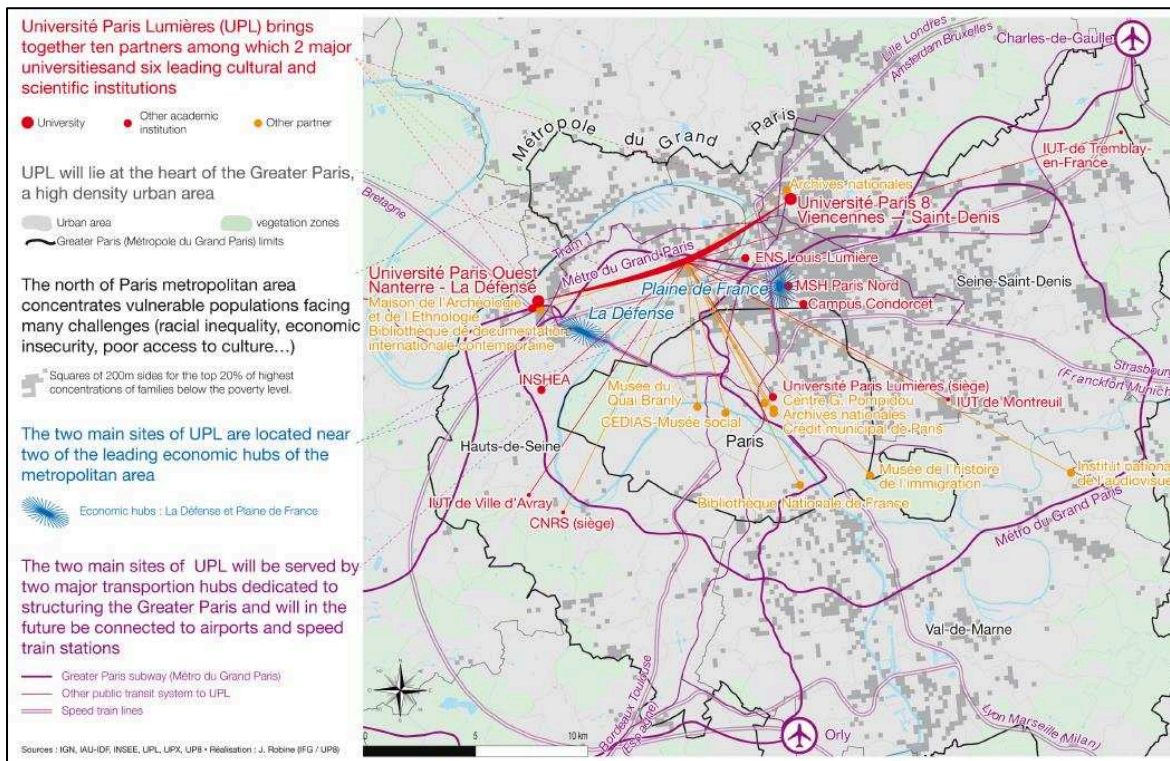 Université Paris Lumières (UPL) brings
together ten partners among which 2 major
universitiesand six leading cultural and
scientific institutions
University
Other academic
institution
Other partner
UPL will lie at the heart of the Greater Paris,
a high density urban area
Urban area
vegetation zones
Greater Paris (Métropole du Grand Paris) limits
The north of Paris metropolitan area
concentrates vulnerable populations facing
many challenges (racial inequality, economic
insecurity, poor access to culture…)
Squares of 200m sides for the top 20% of highest
concentrations of families below the poverty level.
The two main sites of UPL are located near
two of the leading economic hubs of the
metropolitan area
Economic hubs : La Défense et Plaine de France
The two main sites of UPL will be served by
two major transportion hubs dedicated to
structuring the Greater Paris and will in the
future be connected to airports and speed
train stations
Greater Paris subway (Métro du Grand Paris)
Other public transit system to UPL
Speed train lines
Sources : IGN, IAU-IDF, INSEE, UPL, UPX, UP8 • Réalisation : J. Robine (IFG / UP8)
Lille Londres
Amsterdam Bruxelles
Charles-de-Gaulle
Métropole du Grand Paris
IUT de Tremblay-
en-France
Archives nationales
Université Paris 8
Viencennes – Saint-Denis
Bretagne
Tram 1
Métro du Grand Paris
ENS Louis-Lumière
Université Paris Ouest
Nanterre - La Défense
Plaine de France
MSH Paris Nord
Seine-Saint-Denis
Campus Condorcet
Maison de l'Archéologie
et de l'Ethnologie
La Défense
Bibliothèque de documentation
internationale contemporaine
Strasbourg
(Franckfort Munich)
INSHEA
Musée du
Quai Branly
Université Paris Lumières (siège)
Centre G. Pompidou
IUT de Montreuil
CEDIAS-Musée social
Archives nationales
Crédit municipal de Paris
Hauts-de-Seine
Paris
Musée de l'histoire
de l'immigration
Institut national
de l'audiovisuel
IUT de Ville d'Avray
Bibliothèque Nationale de France
CNRS (siège)
Métro du Grand Paris
Val-de-Marne
Bordeaux Toulouse
(Espagne)
Orly
Lyon Marseille (Milan)
0
5
10 km